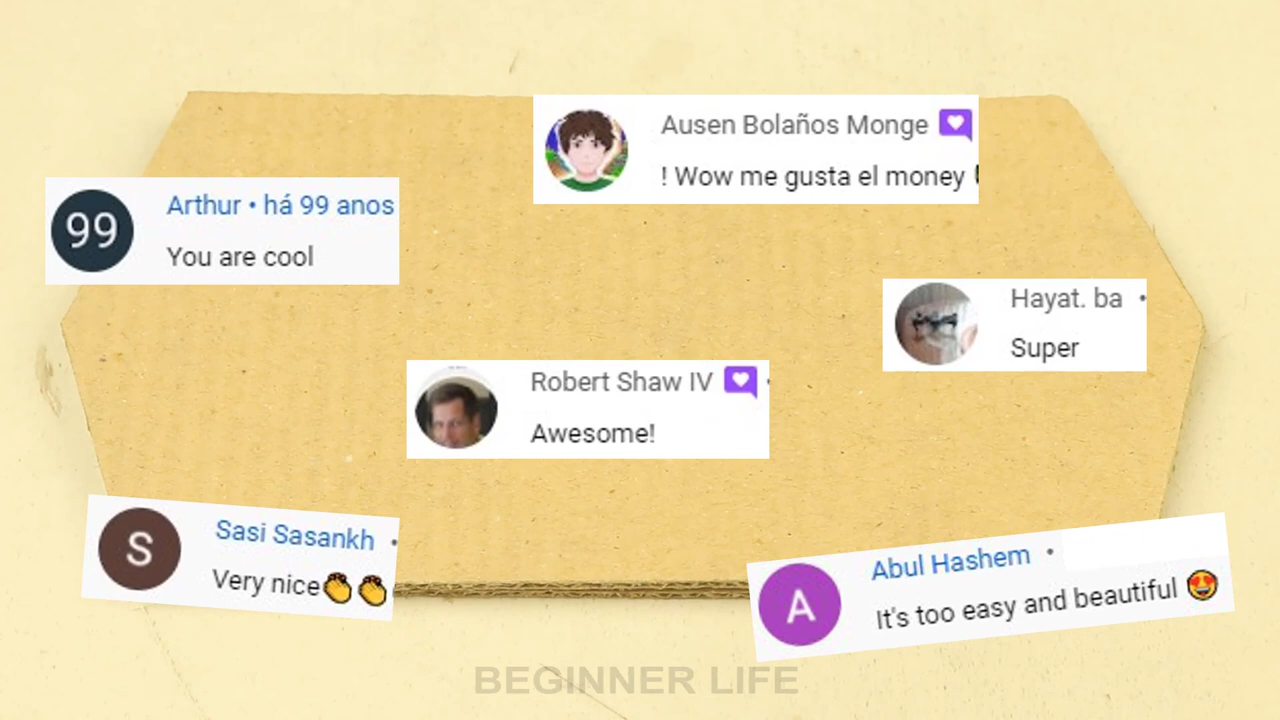 Ausen Bolaños Monge
! Wow me gusta el money
99
Arthur • há 99 anos
You are cool
Hayat. ba •
Super
Robert Shaw IV
Awesome!
S
Sasi Sasankh •
Very nice👏👏
A
Abul Hashem •
It's too easy and beautiful 🤩
BEGINNER LIFE